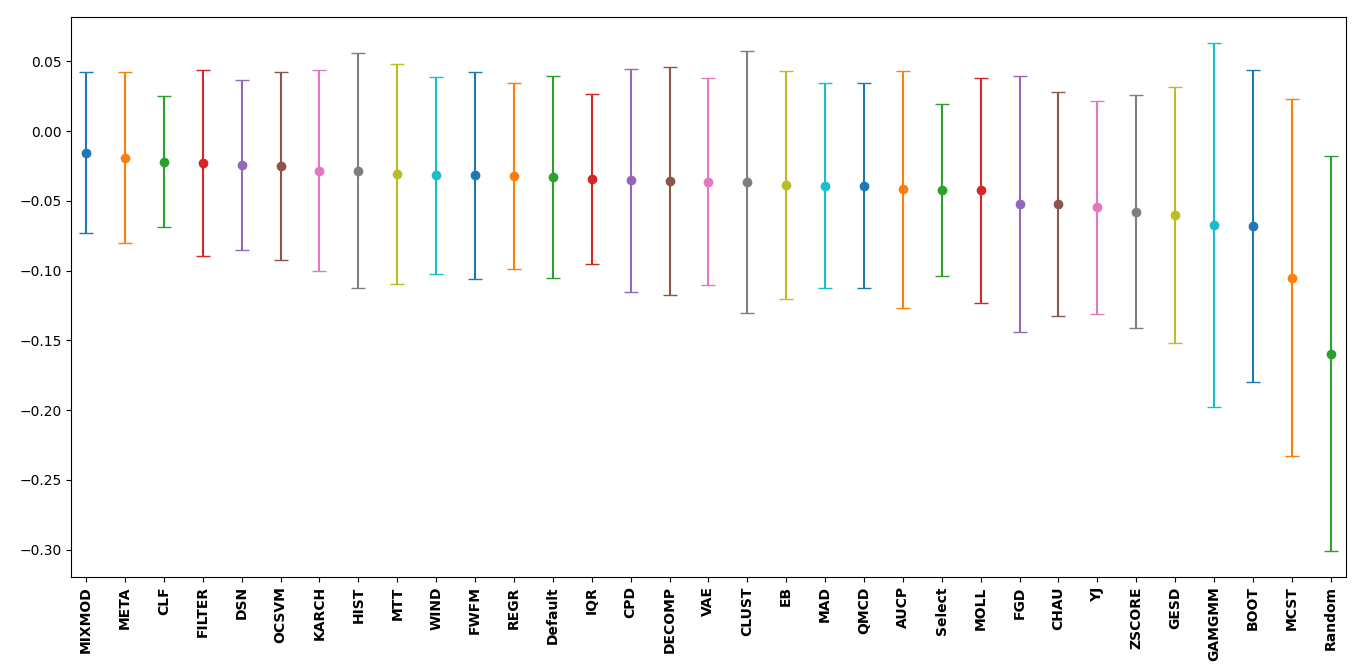 0.05
0.00
−0.05
−0.10
−0.15
−0.20
−0.25
−0.30
MIXMOD
META
CLF
FILTER
DSN
OCSVM
KARCH
HIST
MTT
WIND
FWFM
REGR
Default
IQR
CPD
DECOMP
VAE
CLUST
EB
MAD
QMCD
AUCP
Select
MOLL
FGD
CHAU
YJ
ZSCORE
GESD
GAMGMM
BOOT
MCST
Random